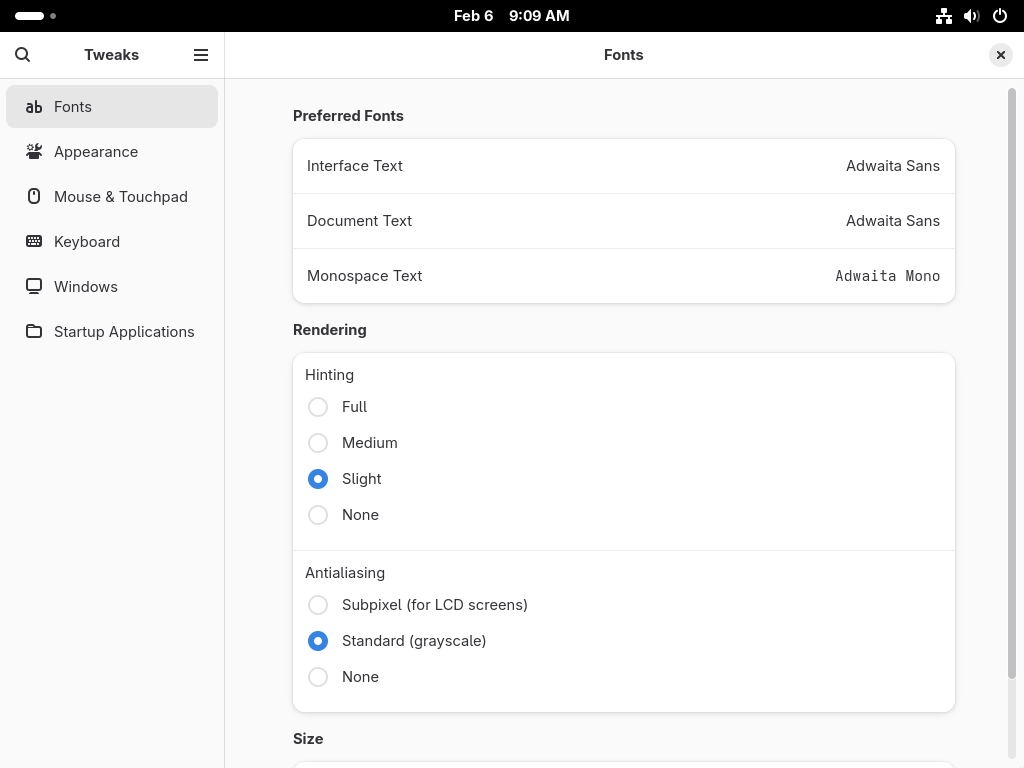 Feb 6 9:09 AM
Tweaks
Fonts
ab Fonts
Appearance
Mouse & Touchpad
Keyboard
Windows
Startup Applications
Preferred Fonts
Interface Text Adwaita Sans
Document Text Adwaita Sans
Monospace Text Adwaita Mono
Rendering
Hinting
Full
Medium
Slight
None
Antialiasing
Subpixel (for LCD screens)
Standard (grayscale)
None
Size